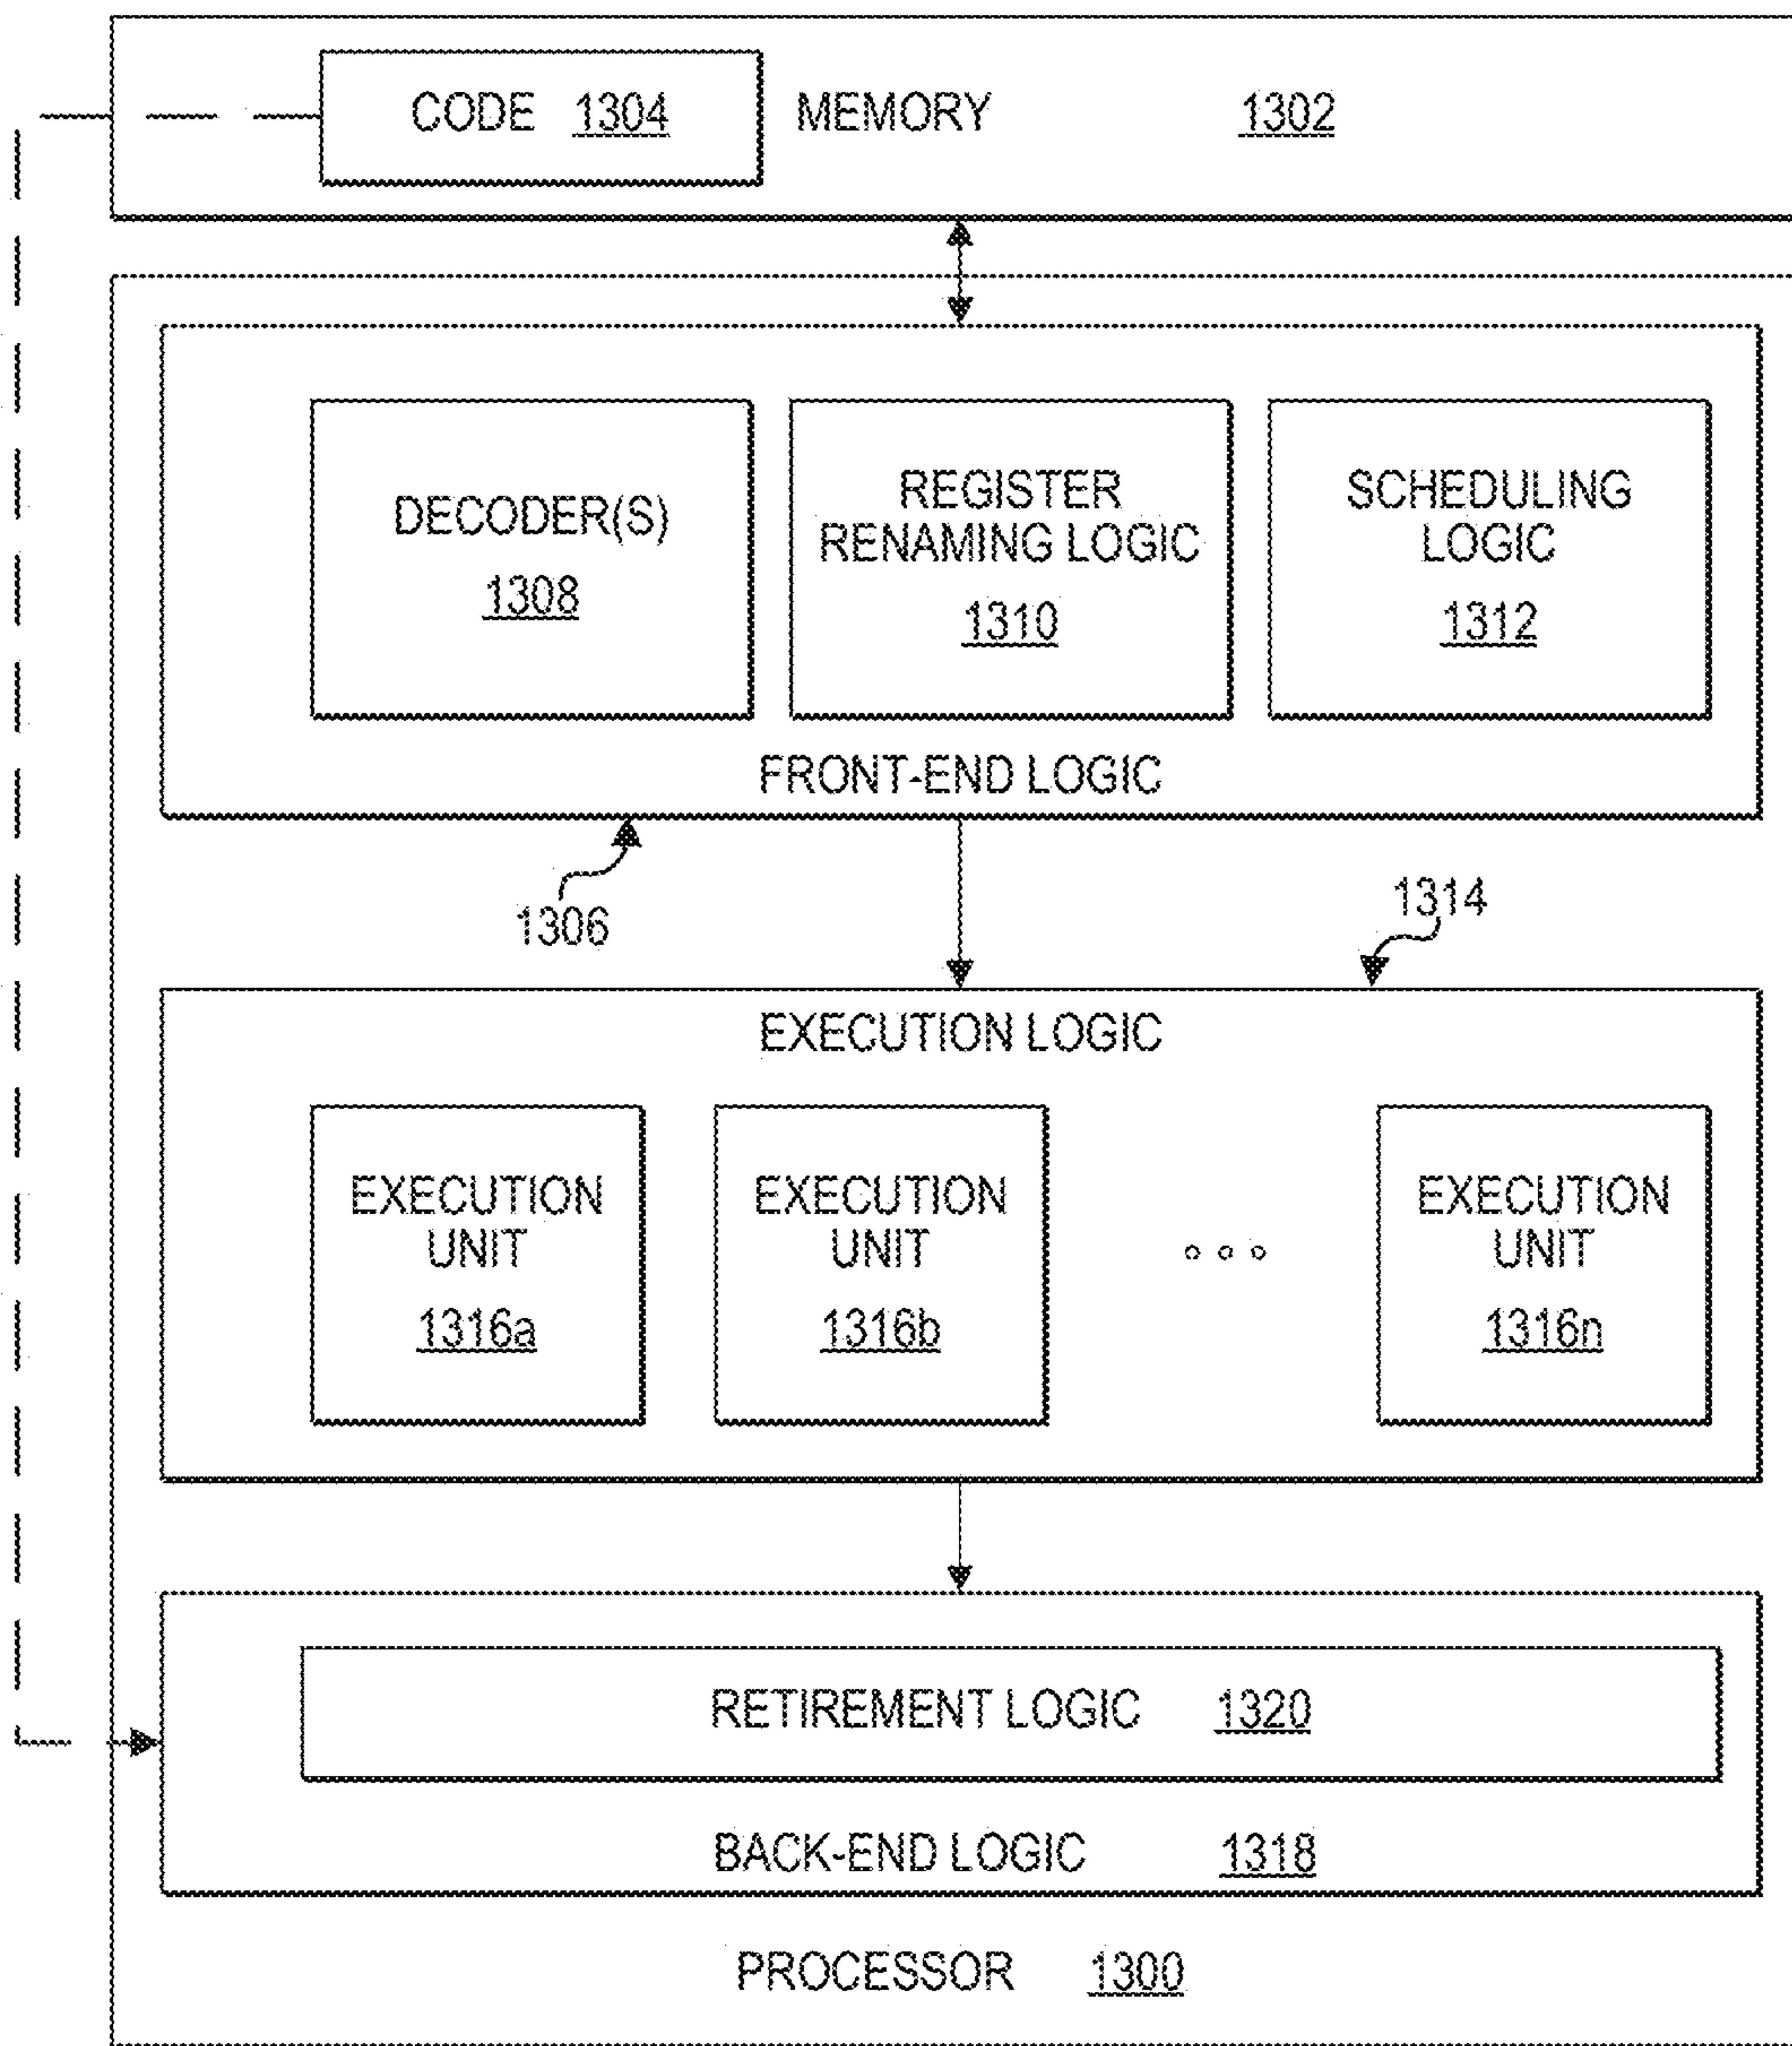 CODE 1304 MEMORY 1302
DECODER(S)
1308
REGISTER
RENAMING LOGIC
1310
SCHEDULING
LOGIC
1312
FRONT-END LOGIC
1306
1314
EXECUTION LOGIC
EXECUTION
UNIT
1316a
EXECUTION
UNIT
1316b
EXECUTION
UNIT
1316n
RETIREMENT LOGIC 1320
BACK-END LOGIC 1318
PROCESSOR 1300